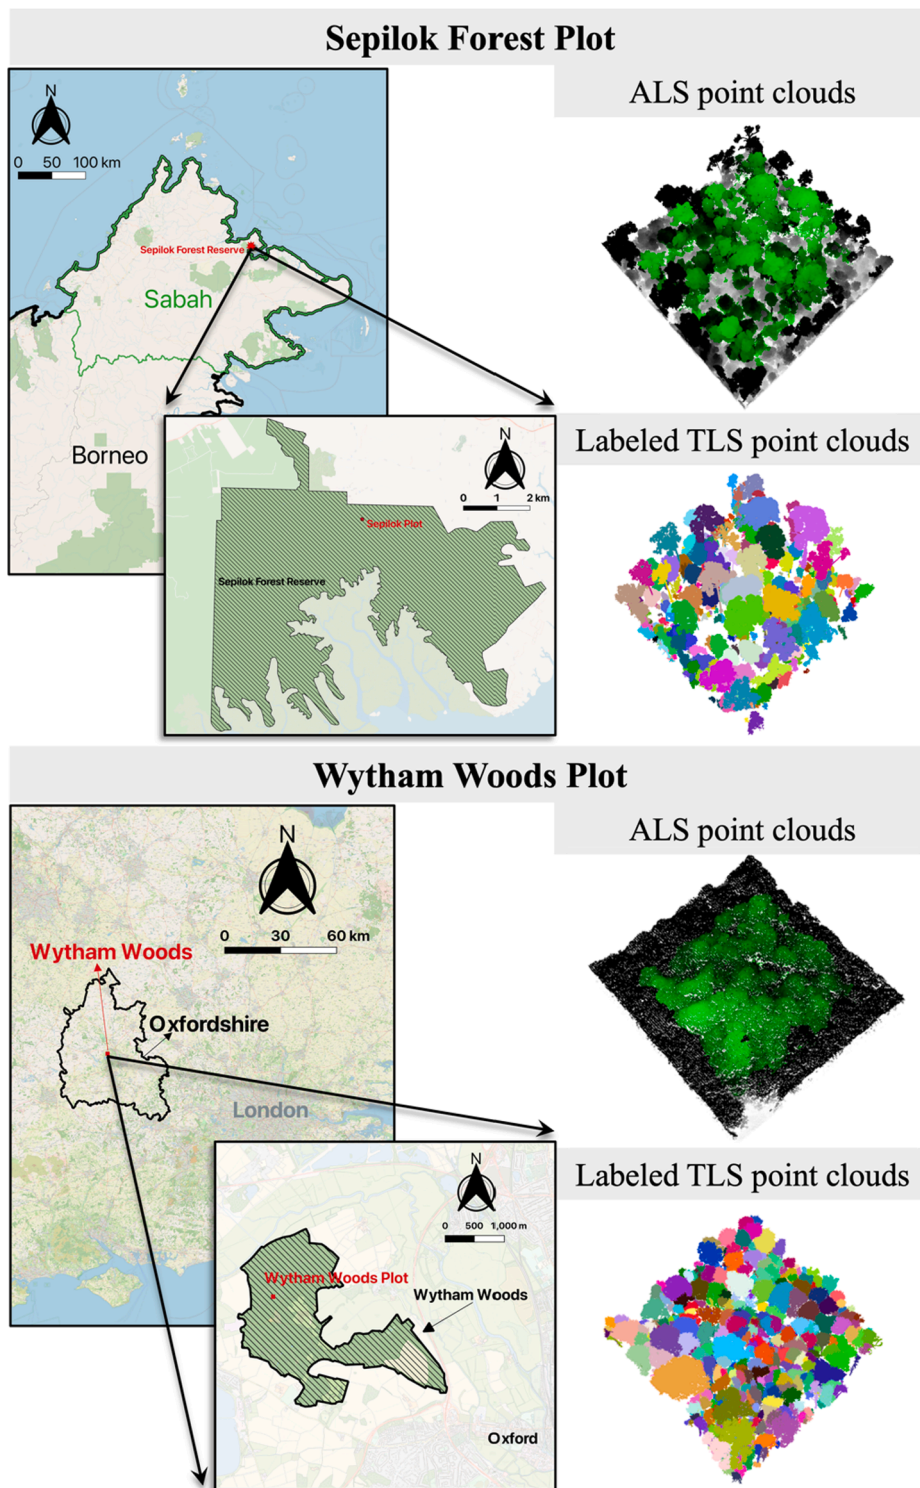 Sepilok Forest Plot
ALS point clouds
N
0 50 100 km
Sepilok Forest Reserve
Sabah
Borneo
Labeled TLS point clouds
N
0 1 2 km
Sepilok Plot
Sepilok Forest Reserve
Wytham Woods Plot
ALS point clouds
N
0 30 60 km
Wytham Woods
Oxfordshire
London
Labeled TLS point clouds
N
0 500 1,000 m
Wytham Woods Plot
Wytham Woods
Oxford